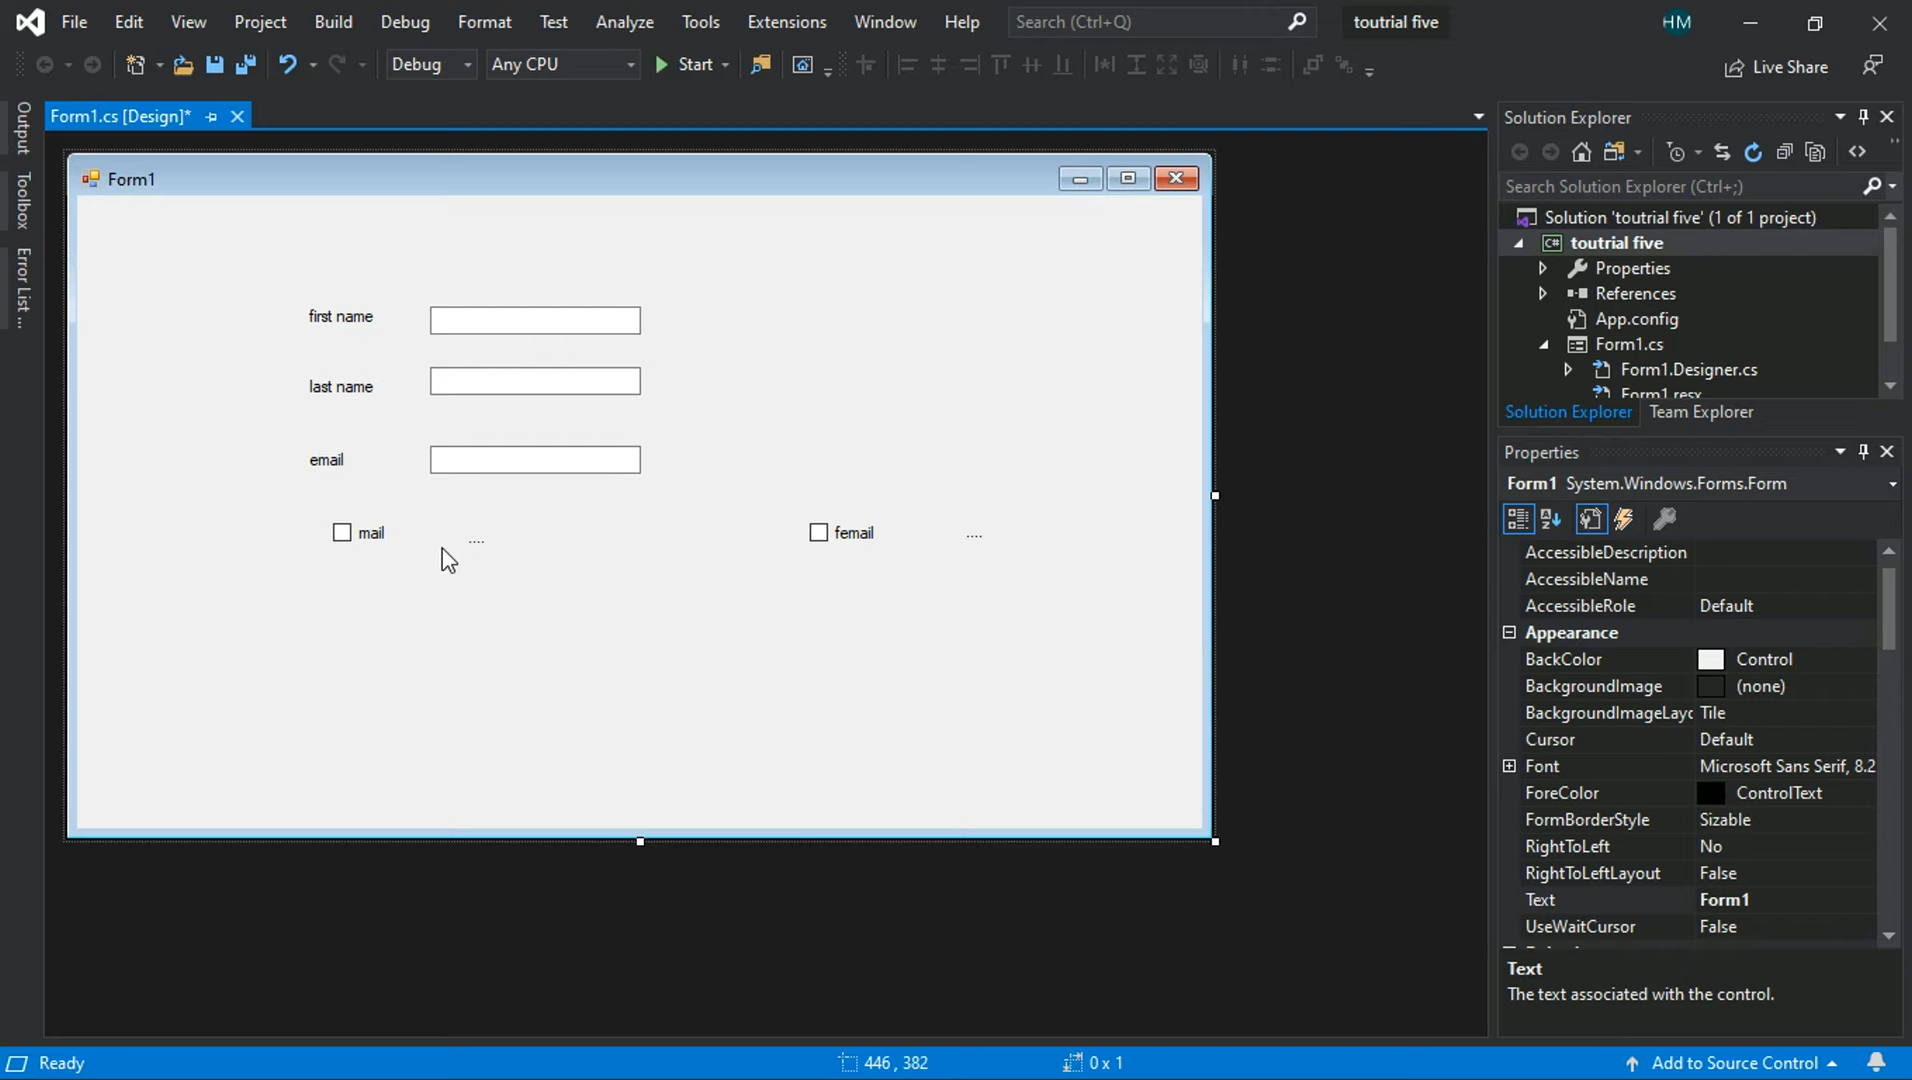 File Edit View Project Build Debug Format Test Analyze Tools Extensions Window Help Search (Ctrl+Q) toutrial five HM
Debug Any CPU Start Live Share
Output
Toolbox
Error List ...
Form1.cs [Design]*
Form1
first name
last name
email
mail .... femail ....
Solution Explorer
Search Solution Explorer (Ctrl+;)
Solution 'toutrial five' (1 of 1 project)
C# toutrial five
Properties
References
App.config
Form1.cs
Form1.Designer.cs
Form1.resx
Solution Explorer Team Explorer
Properties
Form1 System.Windows.Forms.Form
AccessibleDescription
AccessibleName
AccessibleRole Default
Appearance
BackColor Control
BackgroundImage (none)
BackgroundImageLayc Tile
Cursor Default
Font Microsoft Sans Serif, 8.2
ForeColor ControlText
FormBorderStyle Sizable
RightToLeft No
RightToLeftLayout False
Text Form1
UseWaitCursor False
Text
The text associated with the control.
Ready 446 , 382 0 x 1 Add to Source Control